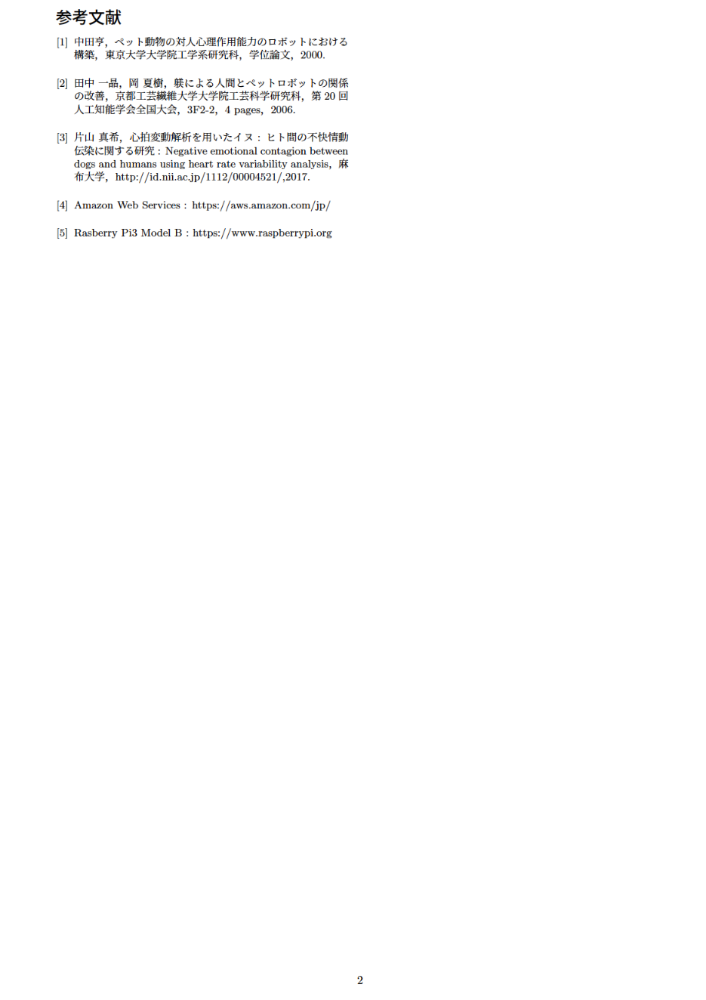 参考文献
[1] 中田亨，ペット動物の対人心理作用能力のロボットにおける
構築，東京大学大学院工学系研究科，学位論文，2000.
[2] 田中 一晶，岡 夏樹，躾による人間とペットロボットの関係
の改善，京都工芸繊維大学大学院工芸科学研究科，第 20 回
人工知能学会全国大会，3F2-2，4 pages，2006.
[3] 片山 真希，心拍変動解析を用いたイヌ : ヒト間の不快情動
伝染に関する研究 : Negative emotional contagion between
dogs and humans using heart rate variability analysis，麻
布大学，http://id.nii.ac.jp/1112/00004521/,2017.
[4] Amazon Web Services : https://aws.amazon.com/jp/
[5] Rasberry Pi3 Model B : https://www.raspberrypi.org
2